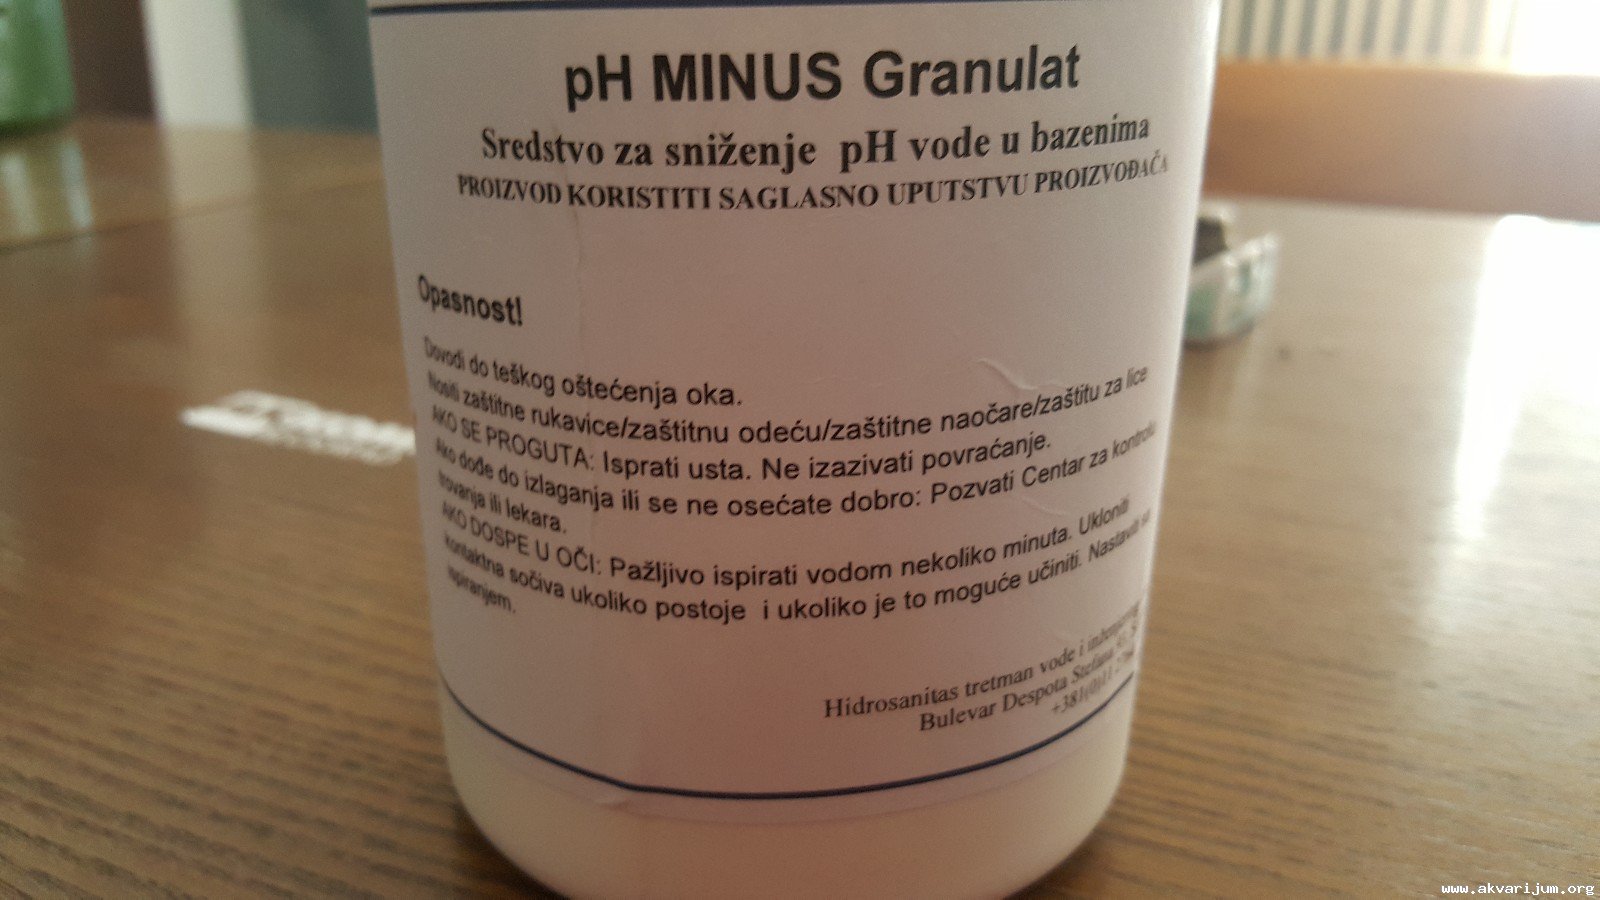 pH MINUS Granulat
Sredstvo za sniženje pH vode u bazenima
PROIZVOD KORISTITI SAGLASNO UPUTSTVU PROIZVOĐAČA
Opasnost!
Dovodi do teškog oštećenja oka.
Nositi zaštitne rukavice/zaštitnu odeću/zaštitne naočare/zaštitu za lice
AKO SE PROGUTA: Isprati usta. Ne izazivati povraćanje.
Ako dođe do izlaganja ili se ne osećate dobro: Pozvati Centar za kontrolu
trovanja ili lekara.
AKO DOSPE U OČI: Pažljivo ispirati vodom nekoliko minuta. Ukloniti
kontaktna sočiva ukoliko postoje i ukoliko je to moguće učiniti. Nastaviti sa
ispiranjem.
Hidrosanitas tretman vode i inženjering
Bulevar Despota Stefana
+381(0)11
www.akvarijum.org